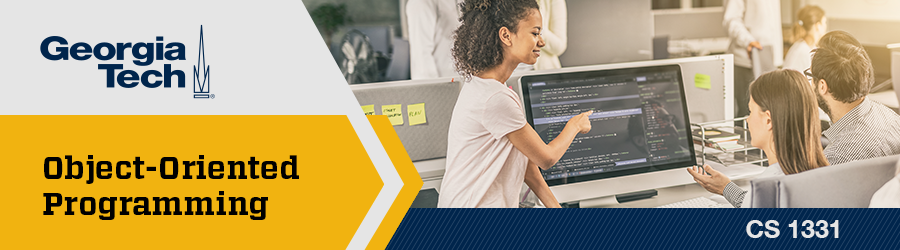 Georgia
Tech
Object-Oriented
Programming
CS 1331